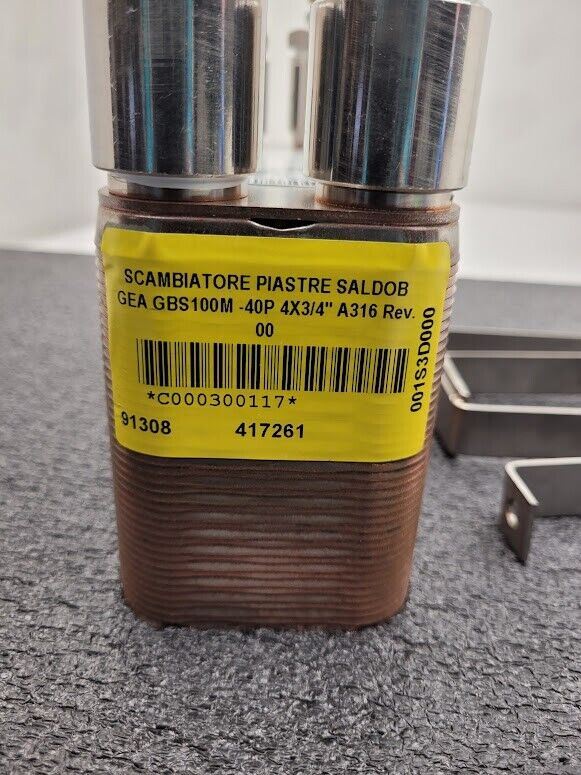 SCAMBIATORE PIASTRE SALDOB
GEA GBS100M -40P 4X3/4" A316 Rev.
00
*C000300117*
91308 417261
001S3D000